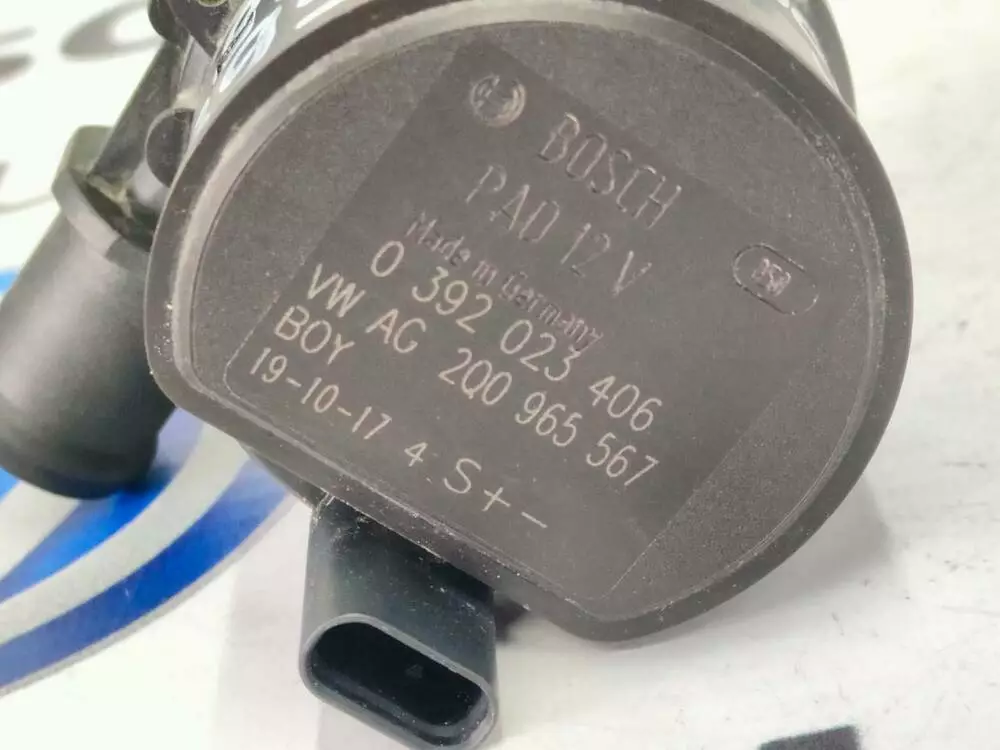 BOSCH
PAD 12 V
Made in Germany
0 392 023 406
VW AG 2Q0 965 567
BOY
19-10-17 4 S+-